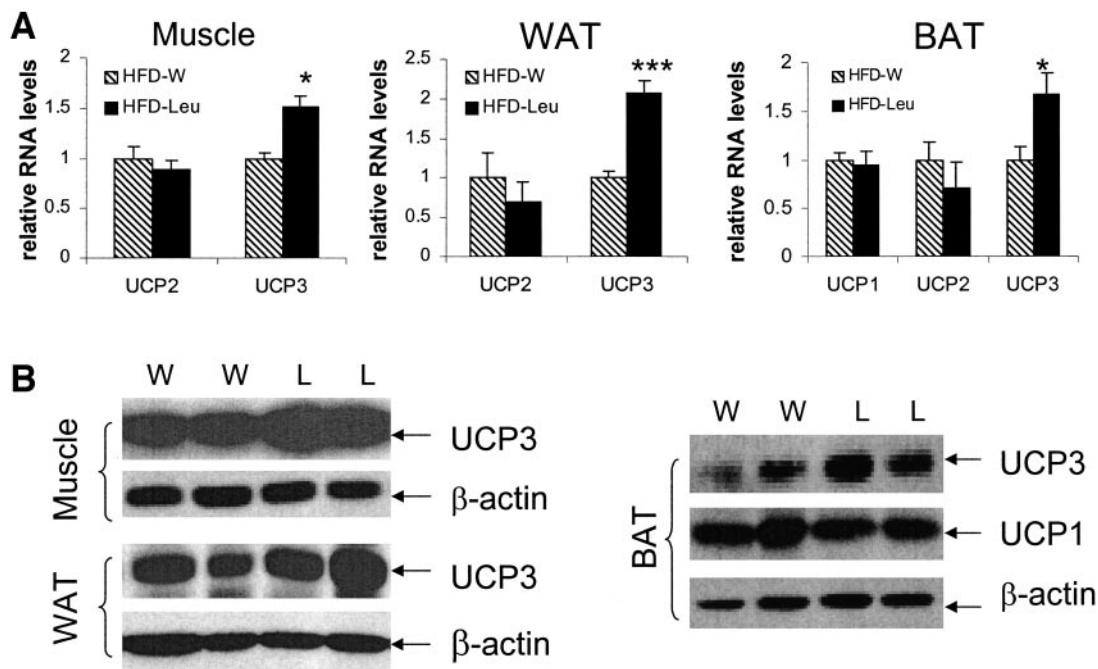 A
Muscle
relative RNA levels
2
1.5
1
0.5
0
HFD-W
HFD-Leu
*
UCP2
UCP3
WAT
relative RNA levels
2.5
2
1.5
1
0.5
0
HFD-W
HFD-Leu
***
UCP2
UCP3
BAT
relative RNA levels
2
1.5
1
0.5
0
HFD-W
HFD-Leu
*
UCP1
UCP2
UCP3
B
W W L L
Muscle
UCP3
β-actin
WAT
UCP3
β-actin
W W L L
BAT
UCP3
UCP1
β-actin